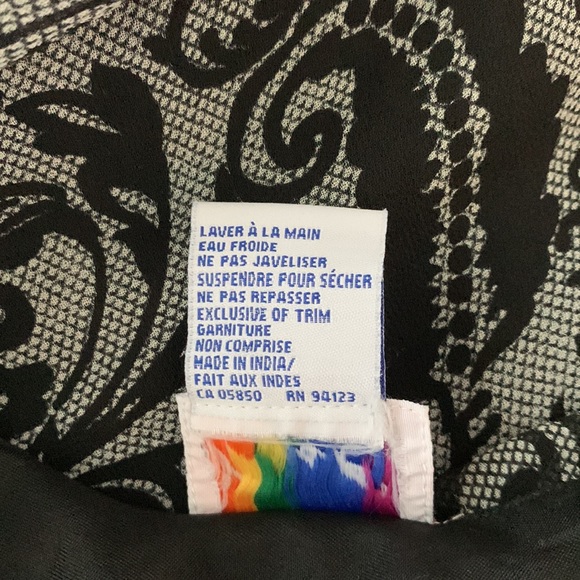 LAVER À LA MAIN
EAU FROIDE
NE PAS JAVELISER
SUSPENDRE POUR SÉCHER
NE PAS REPASSER
EXCLUSIVE OF TRIM
GARNITURE
NON COMPRISE
MADE IN INDIA/
FAIT AUX INDES
CA 05850 RN 94123